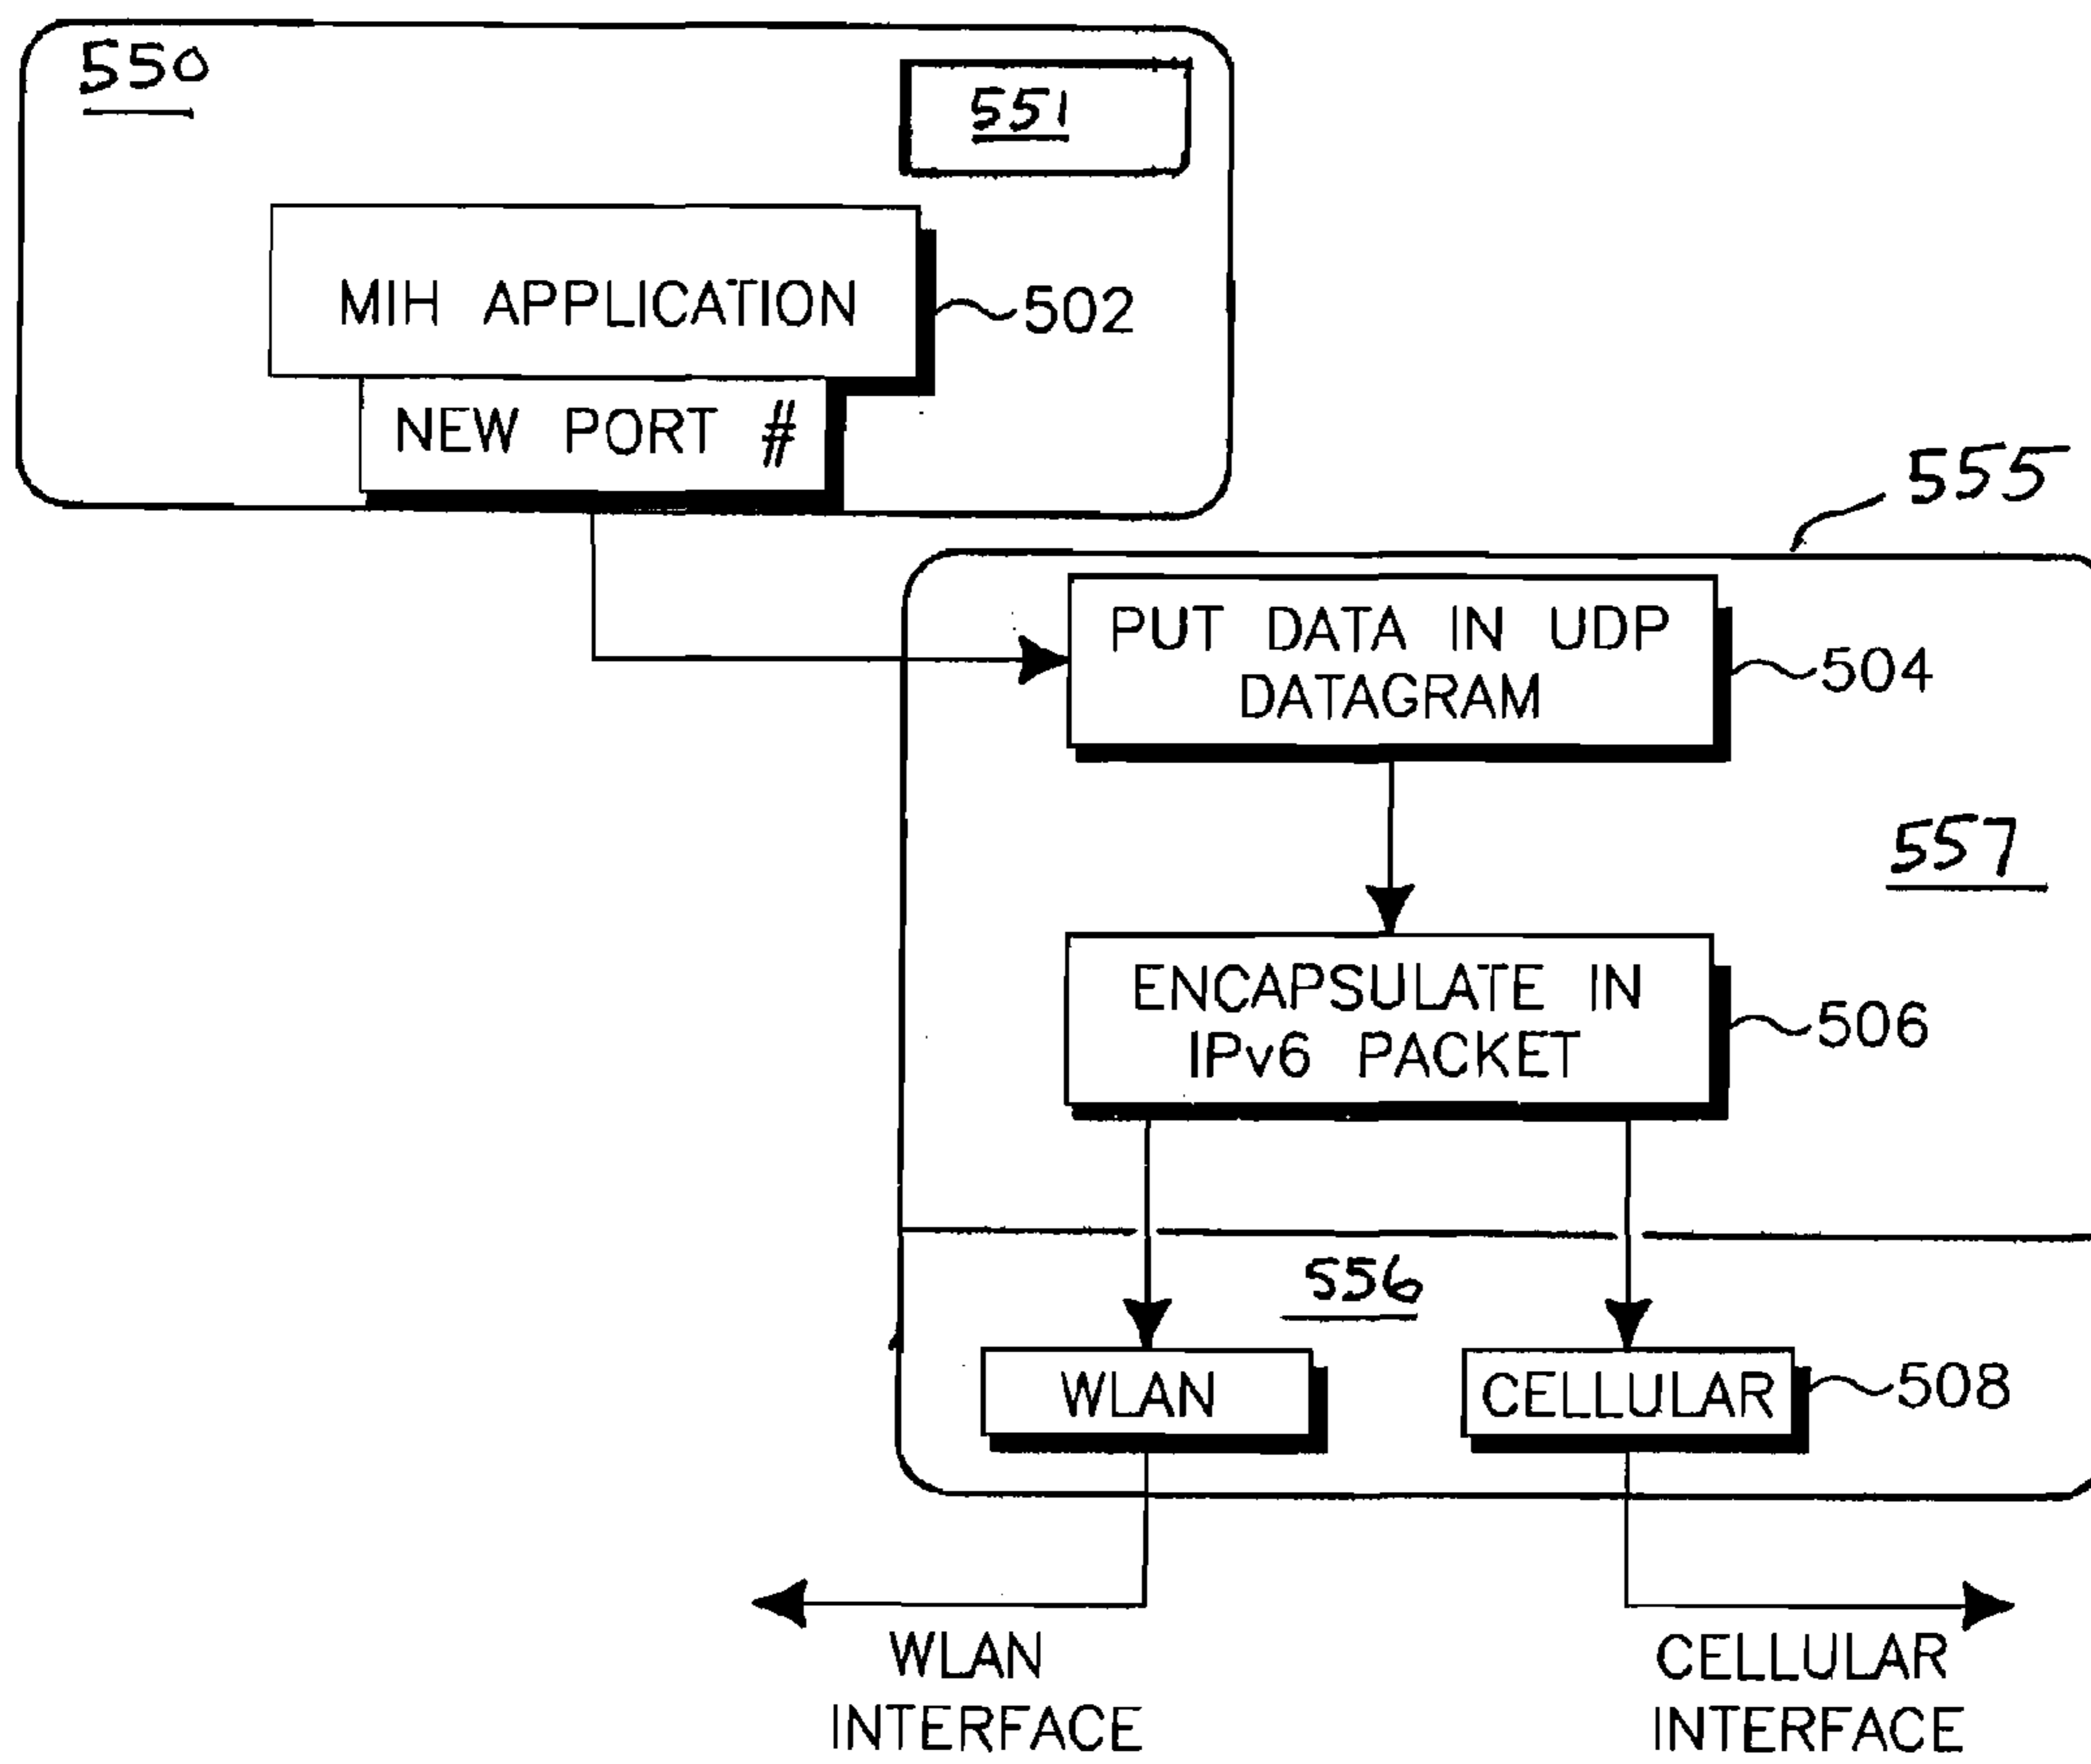 550
551
MIH APPLICATION
502
NEW PORT #
555
PUT DATA IN UDP
DATAGRAM
504
557
ENCAPSULATE IN
IPv6 PACKET
506
556
WLAN
CELLULAR
508
WLAN
INTERFACE
CELLULAR
INTERFACE